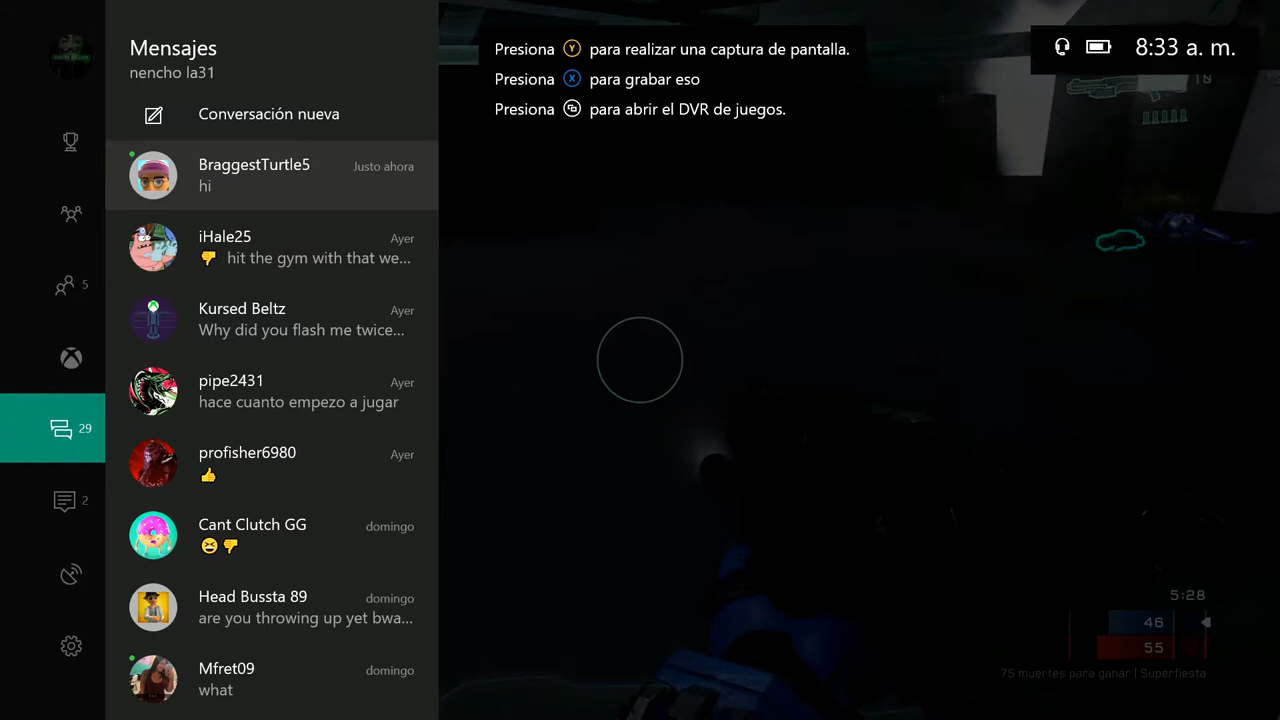 Mensajes
nencho la31
Conversación nueva
BraggestTurtle5 Justo ahora
hi
iHale25 Ayer
👎 hit the gym with that we...
Kursed Beltz Ayer
Why did you flash me twice...
pipe2431 Ayer
hace cuanto empezo a jugar
profisher6980 Ayer
👍
Cant Clutch GG domingo
😆👎
Head Bussta 89 domingo
are you throwing up yet bwa...
Mfret09 domingo
what
5
29
2
Presiona Y para realizar una captura de pantalla.
Presiona X para grabar eso
Presiona para abrir el DVR de juegos.
8:33 a. m.
5:28
46
55
75 muertes para ganar | Superfiesta